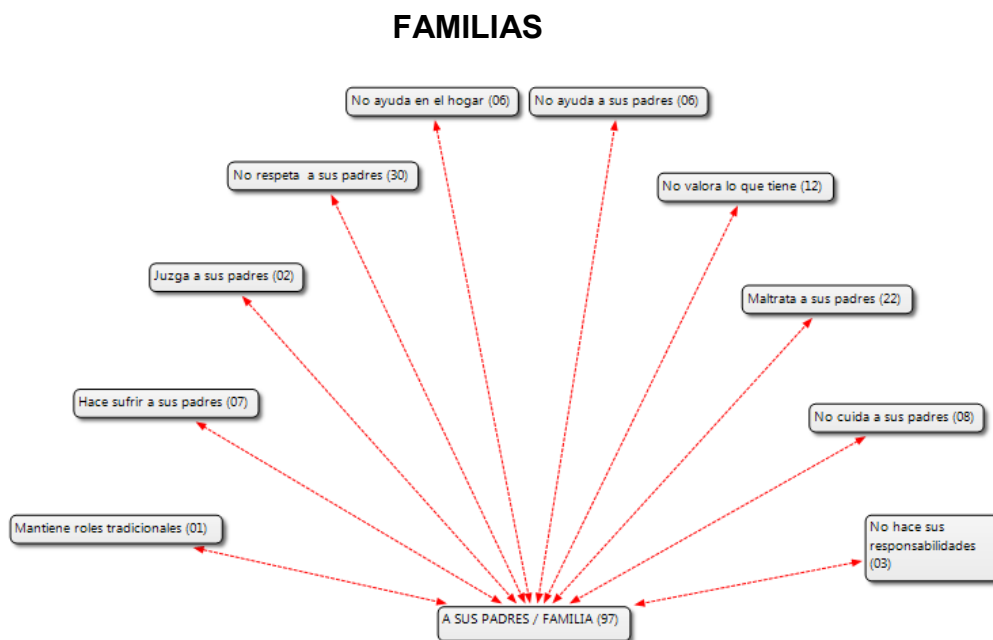 FAMILIAS
No ayuda en el hogar (06)
No ayuda a sus padres (06)
No respeta a sus padres (30)
No valora lo que tiene (12)
Juzga a sus padres (02)
Maltrata a sus padres (22)
Hace sufrir a sus padres (07)
No cuida a sus padres (08)
Mantiene roles tradicionales (01)
No hace sus
responsabilidades
(03)
A SUS PADRES / FAMILIA (97)